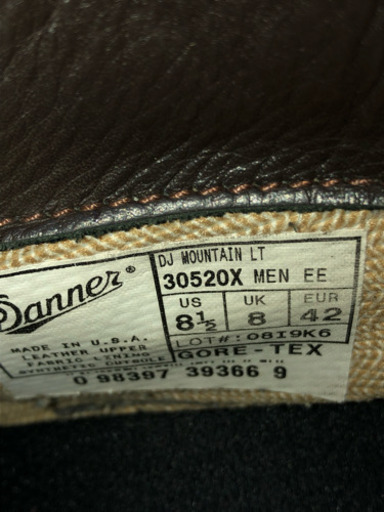 Danner®
DJ MOUNTAIN LT
30520X MEN EE
US UK EUR
8½ 8 42
LOT#: 08I9K6
GORE-TEX
MADE IN U.S.A.
LEATHER UPPER
FABRIC LINING
SYNTHETIC OUTSOLE
0 98397 39366 9